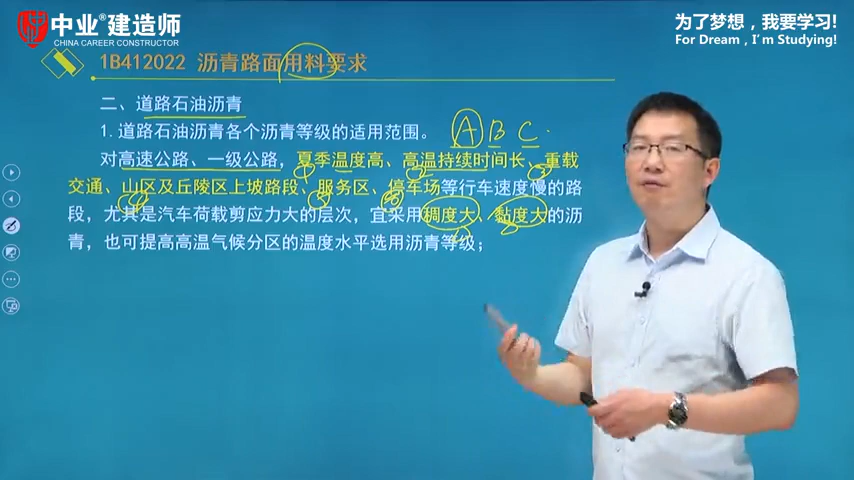 中业®建造师
CHINA CAREER CONSTRUCTOR
为了梦想，我要学习!
For Dream , I'm Studying!
1B412022 沥青路面用料要求
二、道路石油沥青
1.道路石油沥青各个沥青等级的适用范围。
A B C
对高速公路、一级公路，夏季温度高、高温持续时间长、重载
交通、山区及丘陵区上坡路段、服务区、停车场等行车速度慢的路
段，尤其是汽车荷载剪应力大的层次，宜采用稠度大、黏度大的沥
青，也可提高高温气候分区的温度水平选用沥青等级；